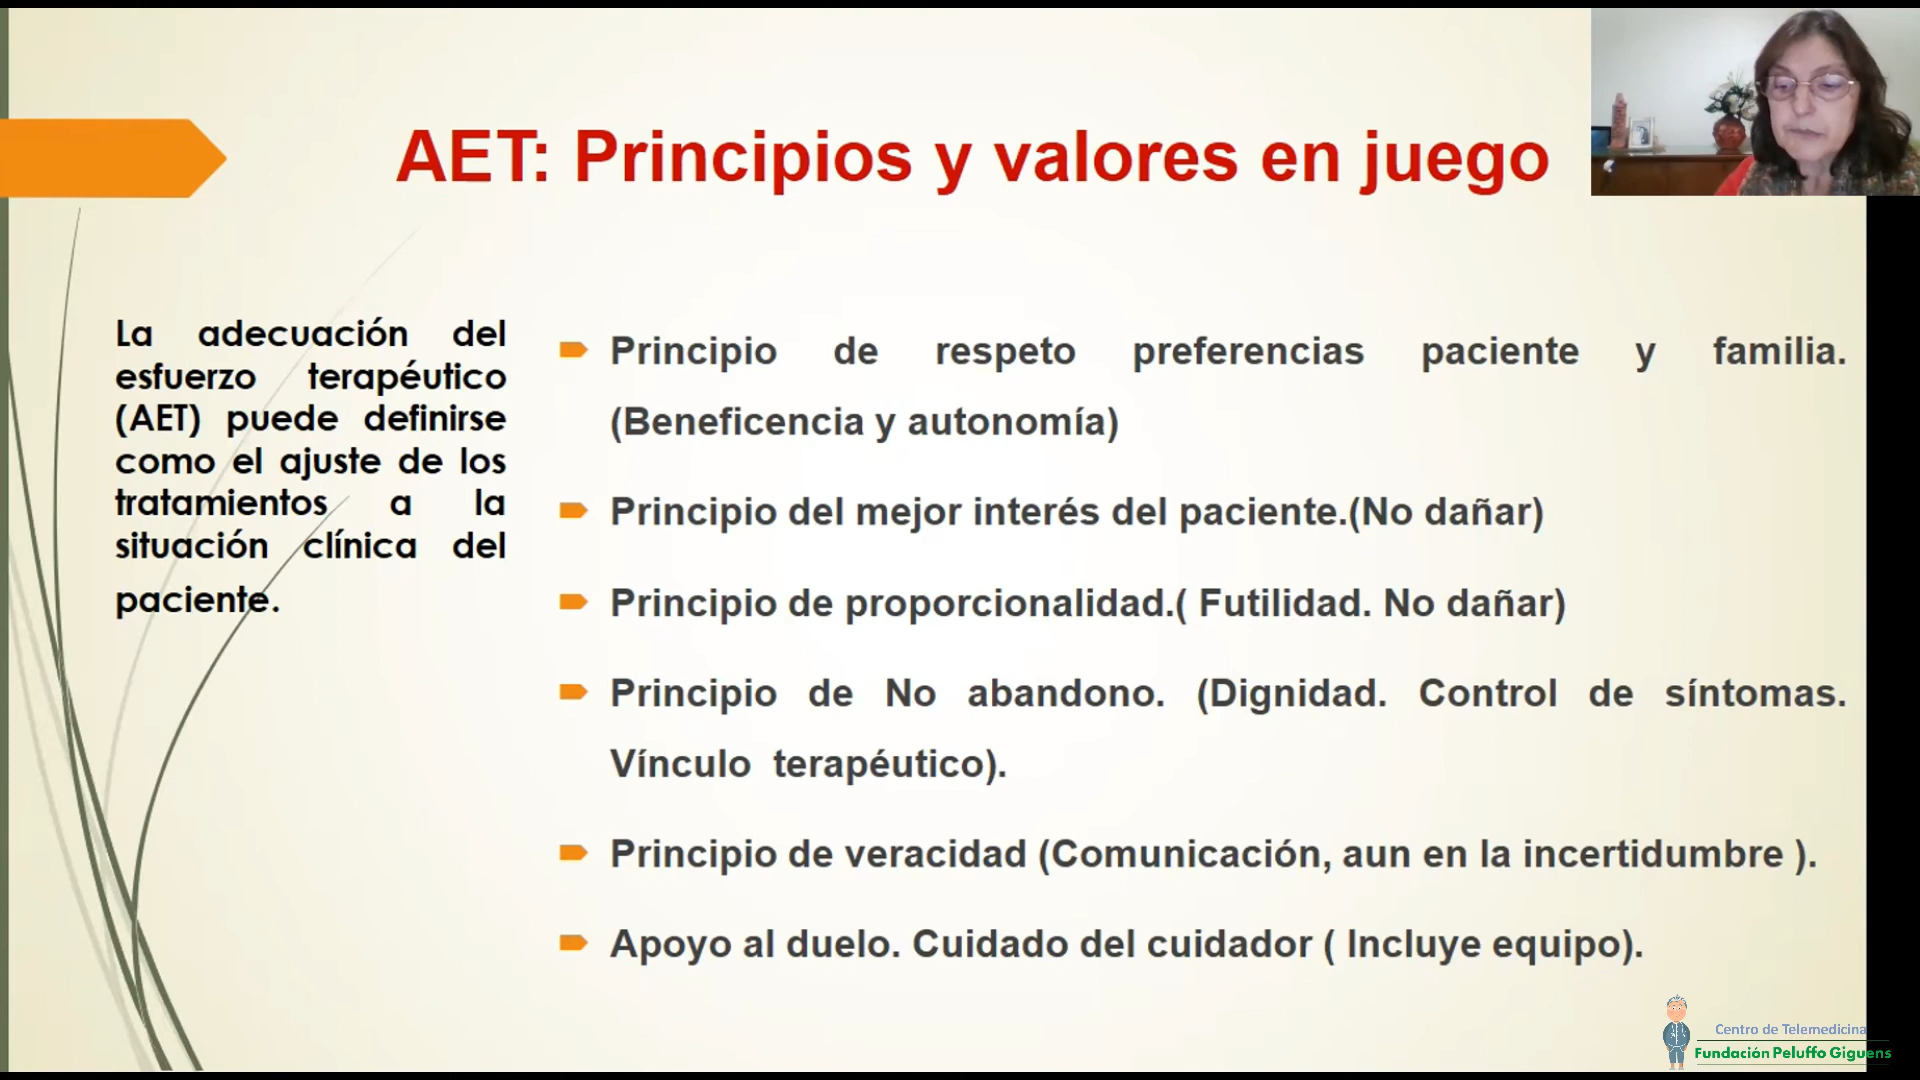 AET: Principios y valores en juego
La adecuación del
esfuerzo terapéutico
(AET) puede definirse
como el ajuste de los
tratamientos a la
situación clínica del
paciente.
Principio de respeto preferencias paciente y familia.
(Beneficencia y autonomía)
Principio del mejor interés del paciente.(No dañar)
Principio de proporcionalidad.( Futilidad. No dañar)
Principio de No abandono. (Dignidad. Control de síntomas.
Vínculo terapéutico).
Principio de veracidad (Comunicación, aun en la incertidumbre ).
Apoyo al duelo. Cuidado del cuidador ( Incluye equipo).
Centro de Telemedicina
Fundación Peluffo Giguens